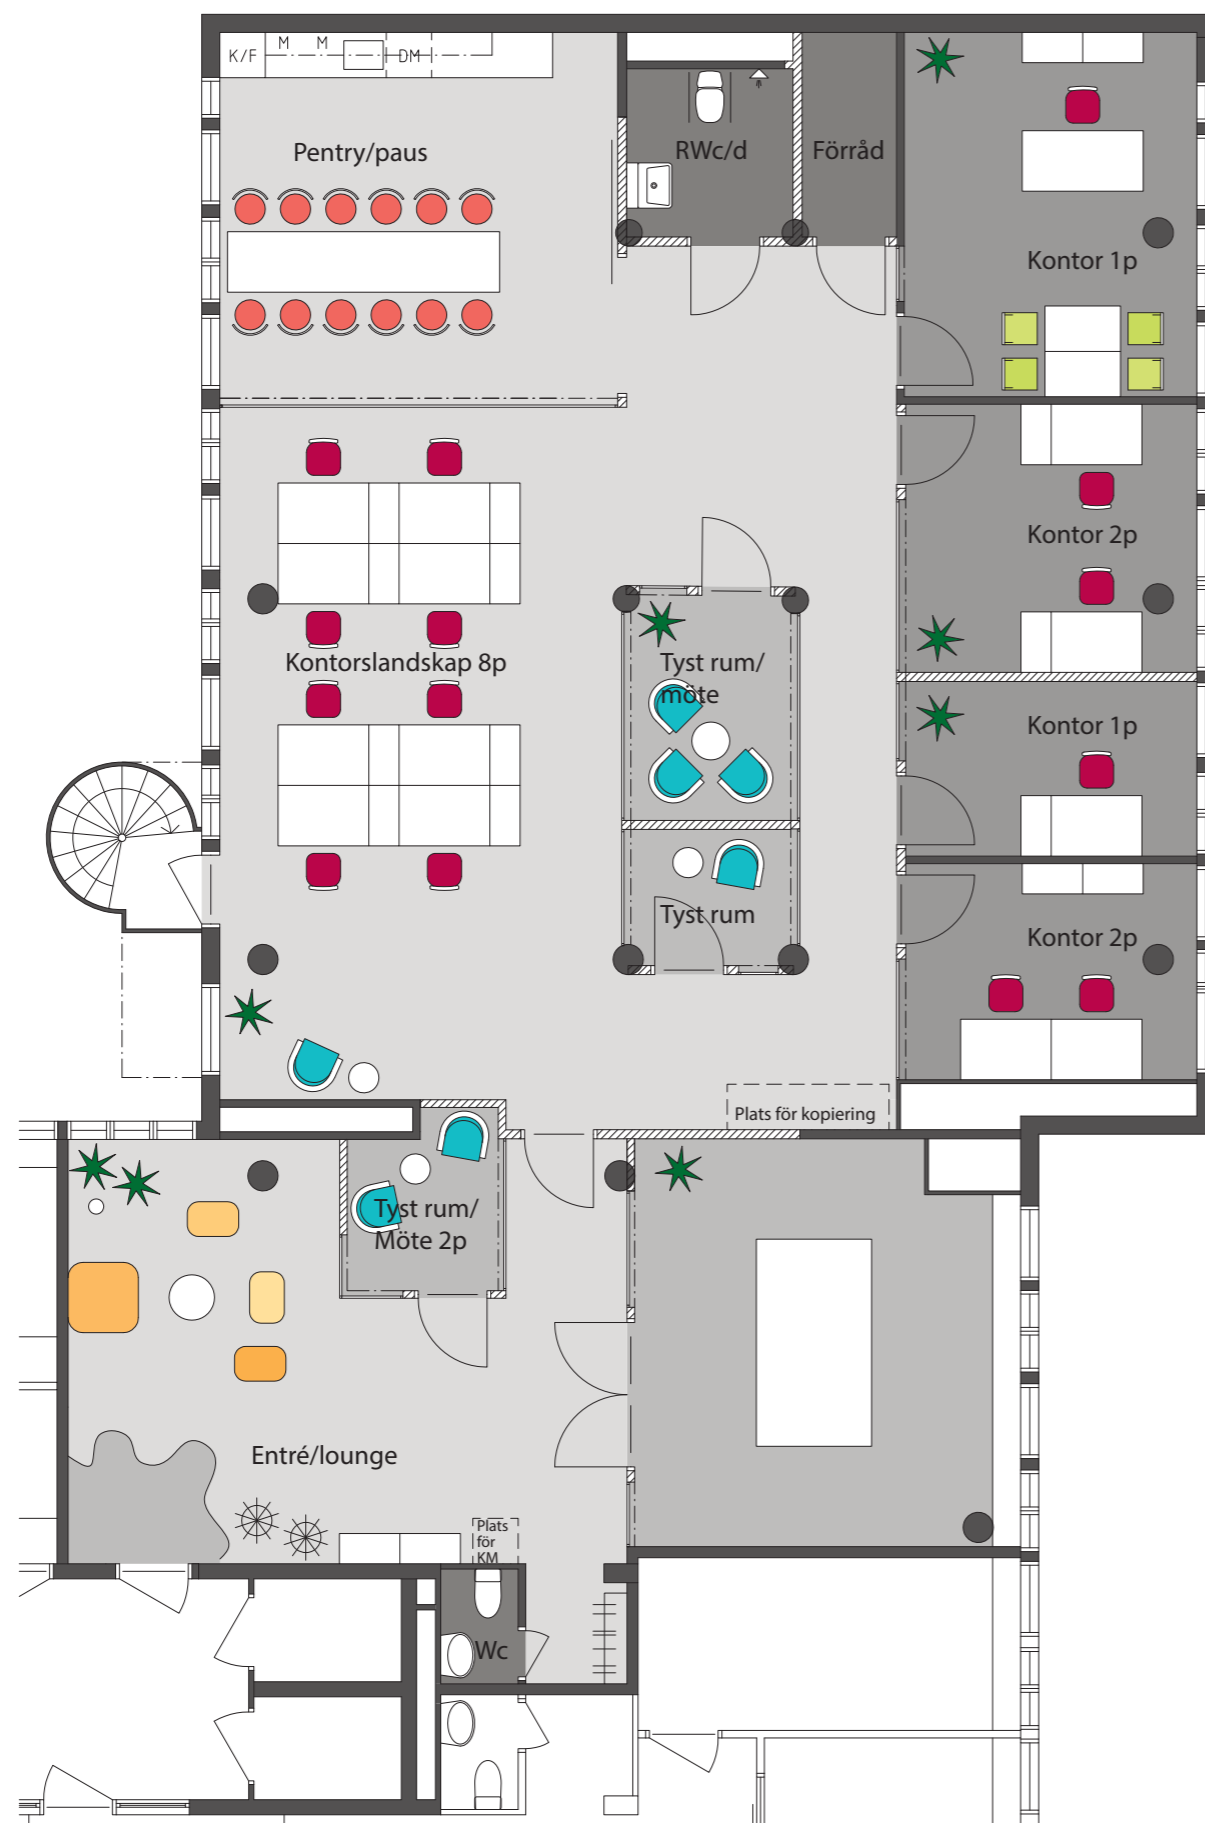 K/F
M
M
DM
Pentry/paus
RWc/d
Förråd
Kontor 1p
Kontor 2p
Kontorslandskap 8p
Tyst rum/
möte
Kontor 1p
Tyst rum
Kontor 2p
Plats för kopiering
Tyst rum/
Möte 2p
Entré/lounge
Plats
för
KM
Wc